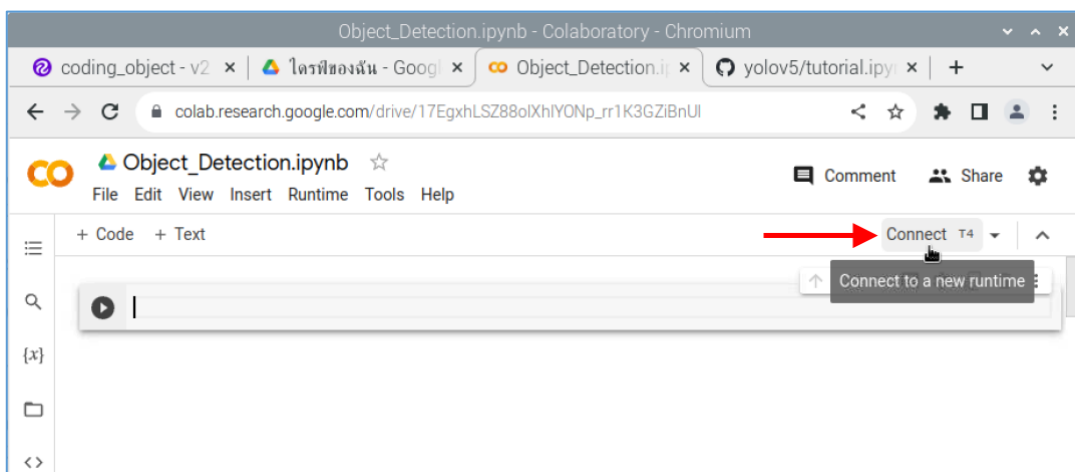 Object_Detection.ipynb - Colaboratory - Chromium
coding_object - v2 ไดรฟ์ของฉัน - Googl Object_Detection.i yolov5/tutorial.ipy
colab.research.google.com/drive/17EgxhLSZ88olXhlYONp_rr1K3GZiBnUl
Object_Detection.ipynb
Comment Share
File Edit View Insert Runtime Tools Help
+ Code + Text
Connect T4
Connect to a new runtime
{x}